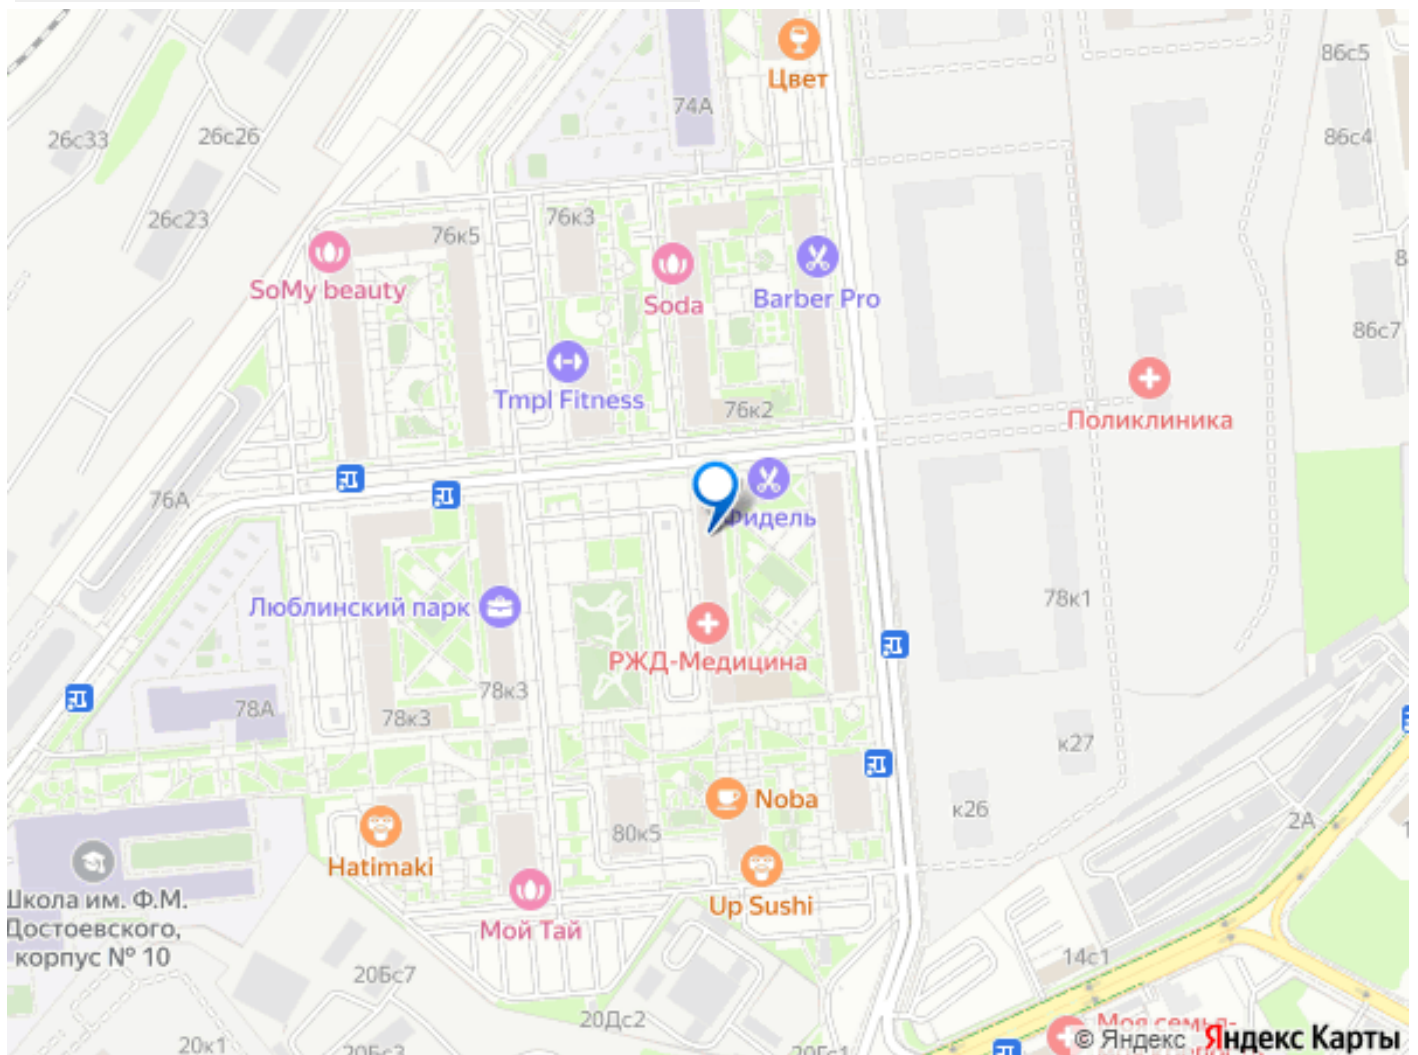 Цвет
86с5
74А
26с33
26с26
86с4
26с23
76к5
76к3
SoMy beauty
Soda
Barber Pro
86с7
Tmpl Fitness
76к2
Поликлиника
76А
Фидель
Люблинский парк
78к1
РЖД-Медицина
78к3
78А
78к3
к27
Noba
к26
2А
80к5
Hatimaki
Up Sushi
Школа им. Ф.М.
Достоевского,
корпус № 10
Мой Тай
14с1
20Бс7
20Дс2
20к1
© Яндекс Яндекс Карты